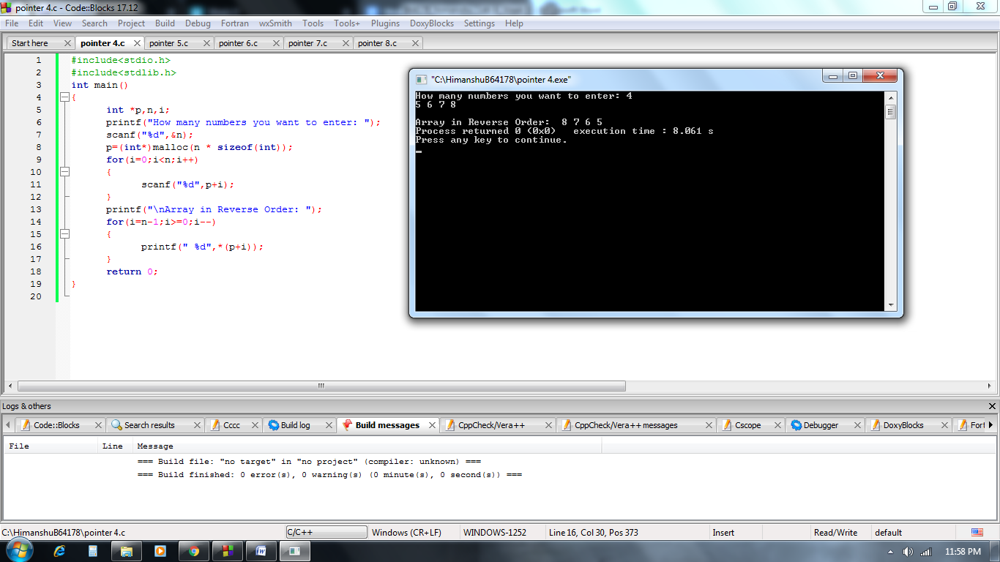 pointer 4.c - Code::Blocks 17.12
File Edit View Search Project Build Debug Fortran wxSmith Tools Tools+ Plugins DoxyBlocks Settings Help
Start here pointer 4.c pointer 5.c pointer 6.c pointer 7.c pointer 8.c
1 #include<stdio.h>
2 #include<stdlib.h>
3 int main()
4 {
5 int *p,n,i;
6 printf("How many numbers you want to enter: ");
7 scanf("%d",&n);
8 p=(int*)malloc(n * sizeof(int));
9 for(i=0;i<n;i++)
10 {
11 scanf("%d",p+i);
12 }
13 printf("\nArray in Reverse Order: ");
14 for(i=n-1;i>=0;i--)
15 {
16 printf(" %d",*(p+i));
17 }
18 return 0;
19 }
20
"C:\HimanshuB64178\pointer 4.exe"
How many numbers you want to enter: 4
5 6 7 8
Array in Reverse Order:  8 7 6 5
Process returned 0 (0x0)   execution time : 8.061 s
Press any key to continue.
Logs & others
Code::Blocks Search results Cccc Build log Build messages CppCheck/Vera++ CppCheck/Vera++ messages Cscope Debugger DoxyBlocks Fort
File Line Message
=== Build file: "no target" in "no project" (compiler: unknown) ===
=== Build finished: 0 error(s), 0 warning(s) (0 minute(s), 0 second(s)) ===
C:\HimanshuB64178\pointer 4.c C/C++ Windows (CR+LF) WINDOWS-1252 Line 16, Col 30, Pos 373 Insert Read/Write default
11:58 PM